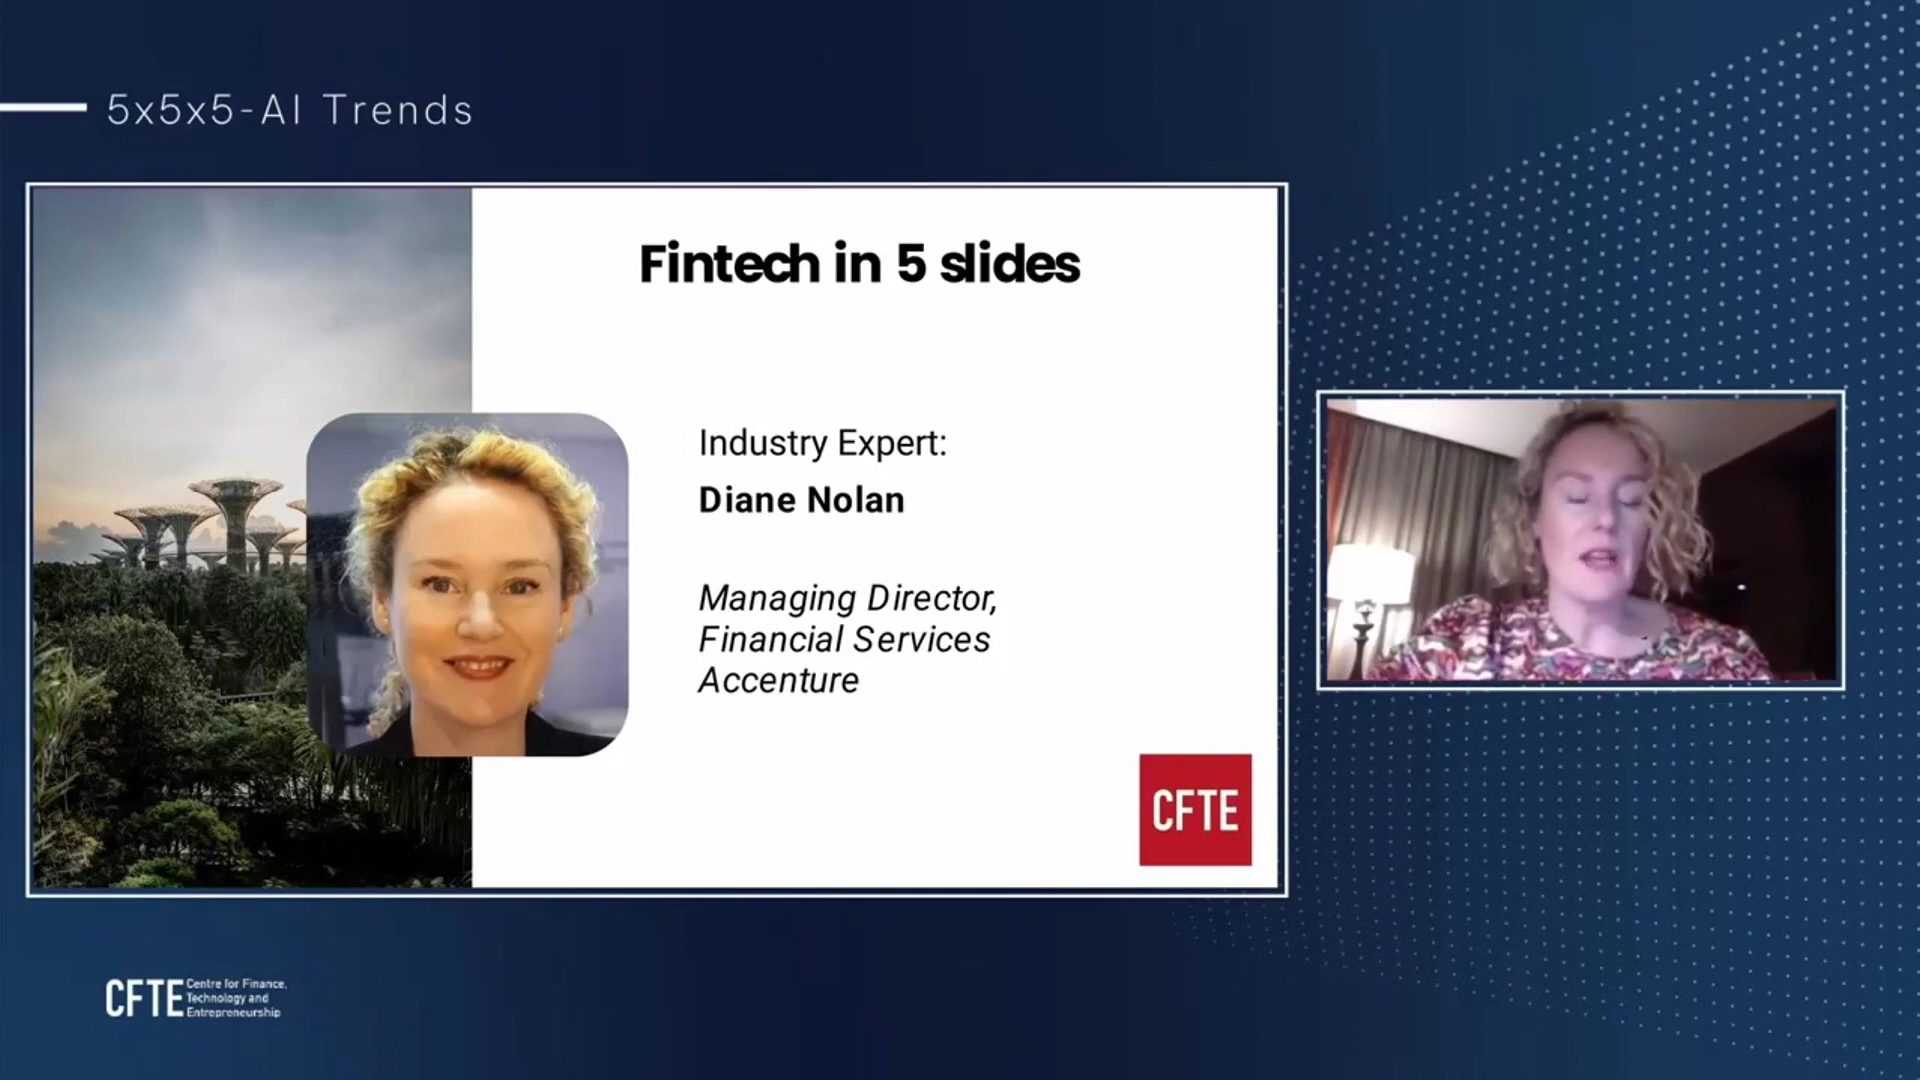 5x5x5-AI Trends
Fintech in 5 slides
Industry Expert:
Diane Nolan
Managing Director,
Financial Services
Accenture
CFTE
CFTE
Centre for Finance,
Technology and
Entrepreneurship